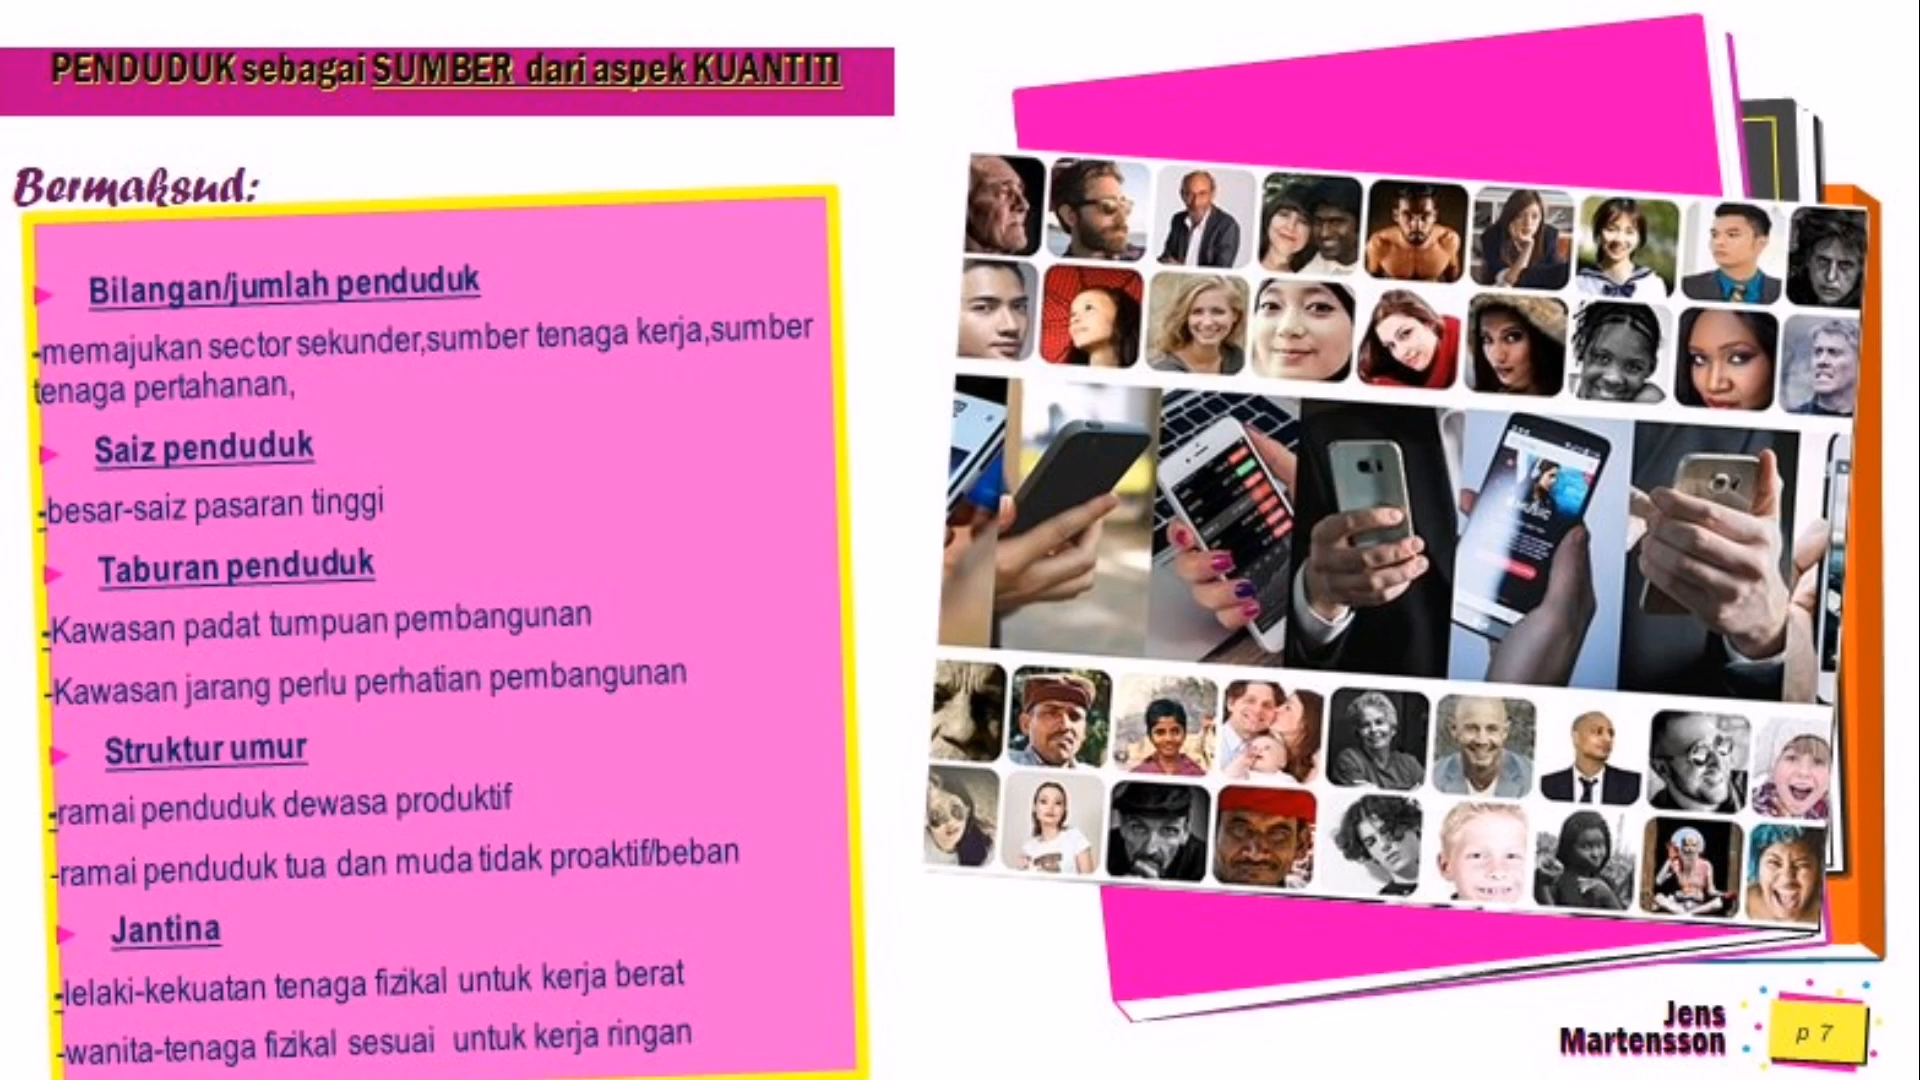 PENDUDUK sebagai SUMBER dari aspek KUANTITI
Bermaksud:
Bilangan/jumlah penduduk
-memajukan sector sekunder,sumber tenaga kerja,sumber
tenaga pertahanan,
Saiz penduduk
-besar-saiz pasaran tinggi
Taburan penduduk
-Kawasan padat tumpuan pembangunan
-Kawasan jarang perlu perhatian pembangunan
Struktur umur
-ramai penduduk dewasa produktif
-ramai penduduk tua dan muda tidak proaktif/beban
Jantina
-lelaki-kekuatan tenaga fizikal untuk kerja berat
-wanita-tenaga fizikal sesuai untuk kerja ringan
Jens
Martensson
p 7